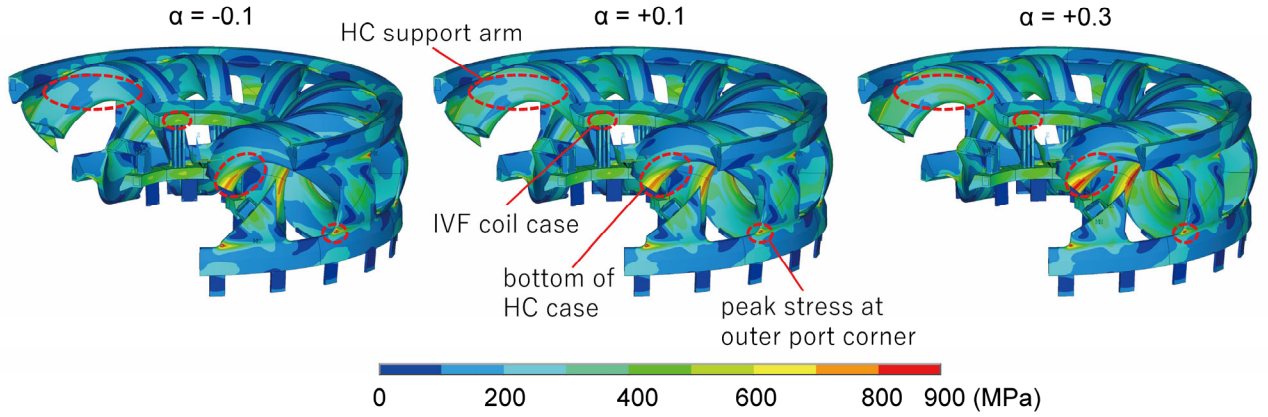 α = -0.1
α = +0.1
α = +0.3
HC support arm
IVF coil case
bottom of
HC case
peak stress at
outer port corner
0 200 400 600 800 900 (MPa)